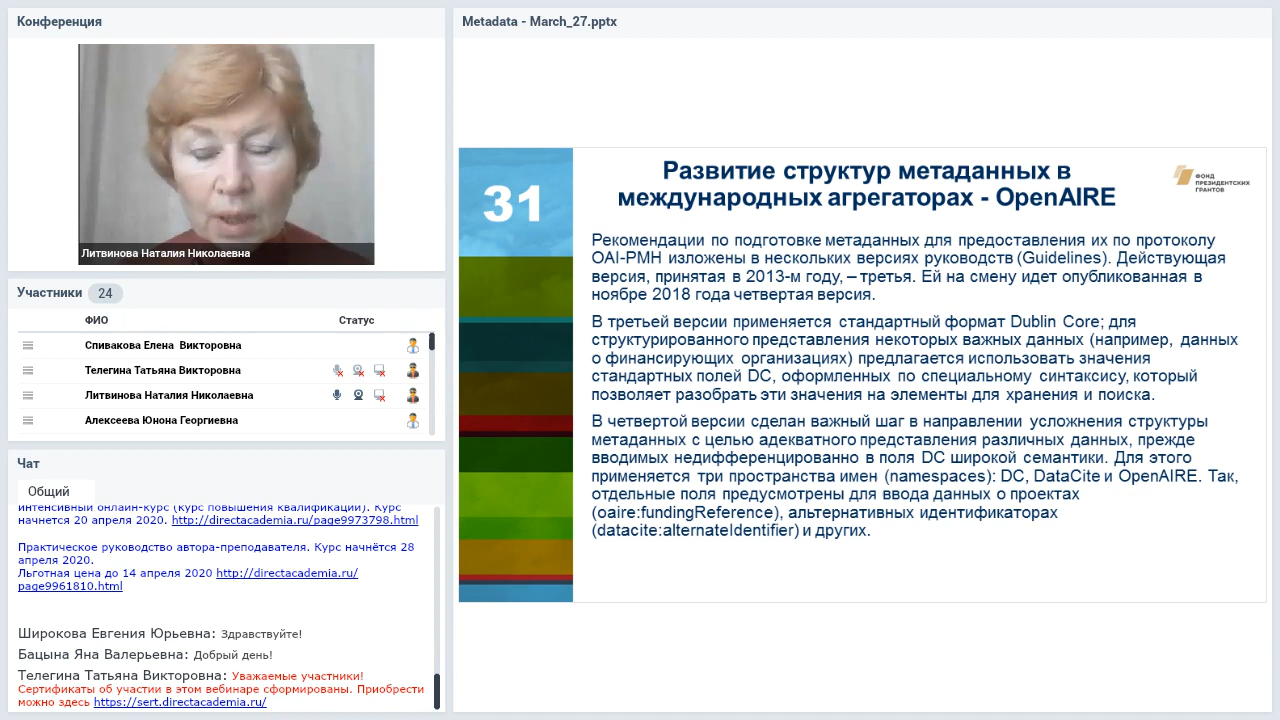 Конференция
Литвинова Наталия Николаевна
Участники 24
ФИО Статус
Спивакова Елена Викторовна
Телегина Татьяна Викторовна
Литвинова Наталия Николаевна
Алексеева Юнона Георгиевна
Чат
Общий
интенсивный онлайн-курс (курс повышения квалификации). Курс
начнется 20 апреля 2020. http://directacademia.ru/page9973798.html
Практическое руководство автора-преподавателя. Курс начнётся 28
апреля 2020.
Льготная цена до 14 апреля 2020 http://directacademia.ru/
page9961810.html
Широкова Евгения Юрьевна: Здравствуйте!
Бацына Яна Валерьевна: Добрый день!
Телегина Татьяна Викторовна: Уважаемые участники!
Сертификаты об участии в этом вебинаре сформированы. Приобрести
можно здесь https://sert.directacademia.ru/
Metadata - March_27.pptx
31
Развитие структур метаданных в
международных агрегаторах - OpenAIRE
ФОНД
ПРЕЗИДЕНТСКИХ
ГРАНТОВ
Рекомендации по подготовке метаданных для предоставления их по протоколу
OAI-PMH изложены в нескольких версиях руководств (Guidelines). Действующая
версия, принятая в 2013-м году, – третья. Ей на смену идет опубликованная в
ноябре 2018 года четвертая версия.
В третьей версии применяется стандартный формат Dublin Core; для
структурированного представления некоторых важных данных (например, данных
о финансирующих организациях) предлагается использовать значения
стандартных полей DC, оформленных по специальному синтаксису, который
позволяет разобрать эти значения на элементы для хранения и поиска.
В четвертой версии сделан важный шаг в направлении усложнения структуры
метаданных с целью адекватного представления различных данных, прежде
вводимых недифференцированно в поля DC широкой семантики. Для этого
применяется три пространства имен (namespaces): DC, DataCite и OpenAIRE. Так,
отдельные поля предусмотрены для ввода данных о проектах
(oaire:fundingReference), альтернативных идентификаторах
(datacite:alternateIdentifier) и других.